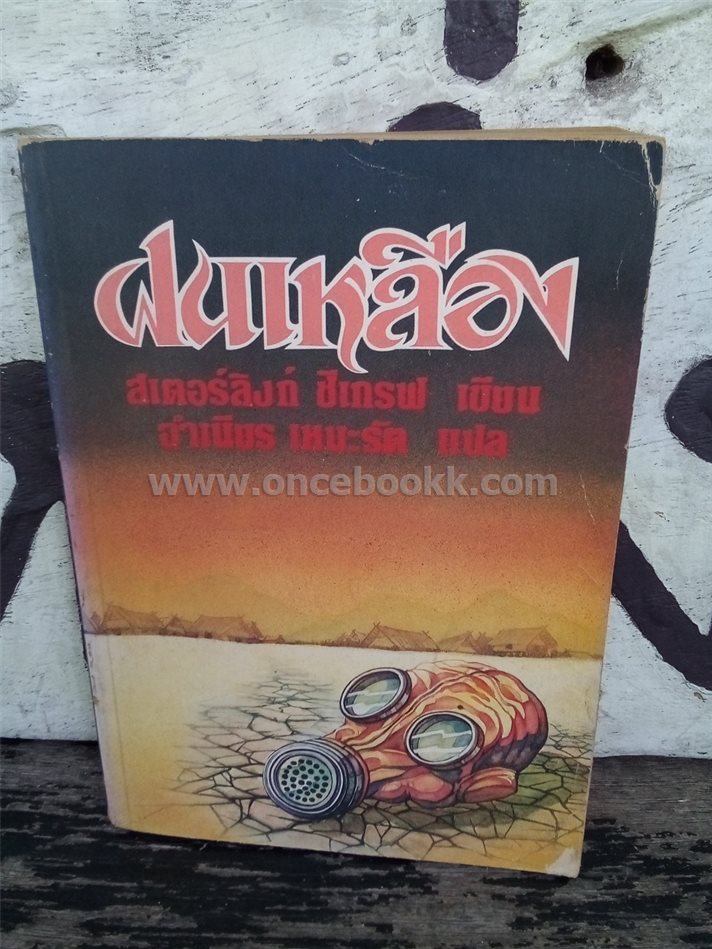 ฝนเหลือง
สเตอร์ลิงก์ ซีเกรฟ เขียน
จำเนียร เหมะรัต แปล
www.oncebookk.com